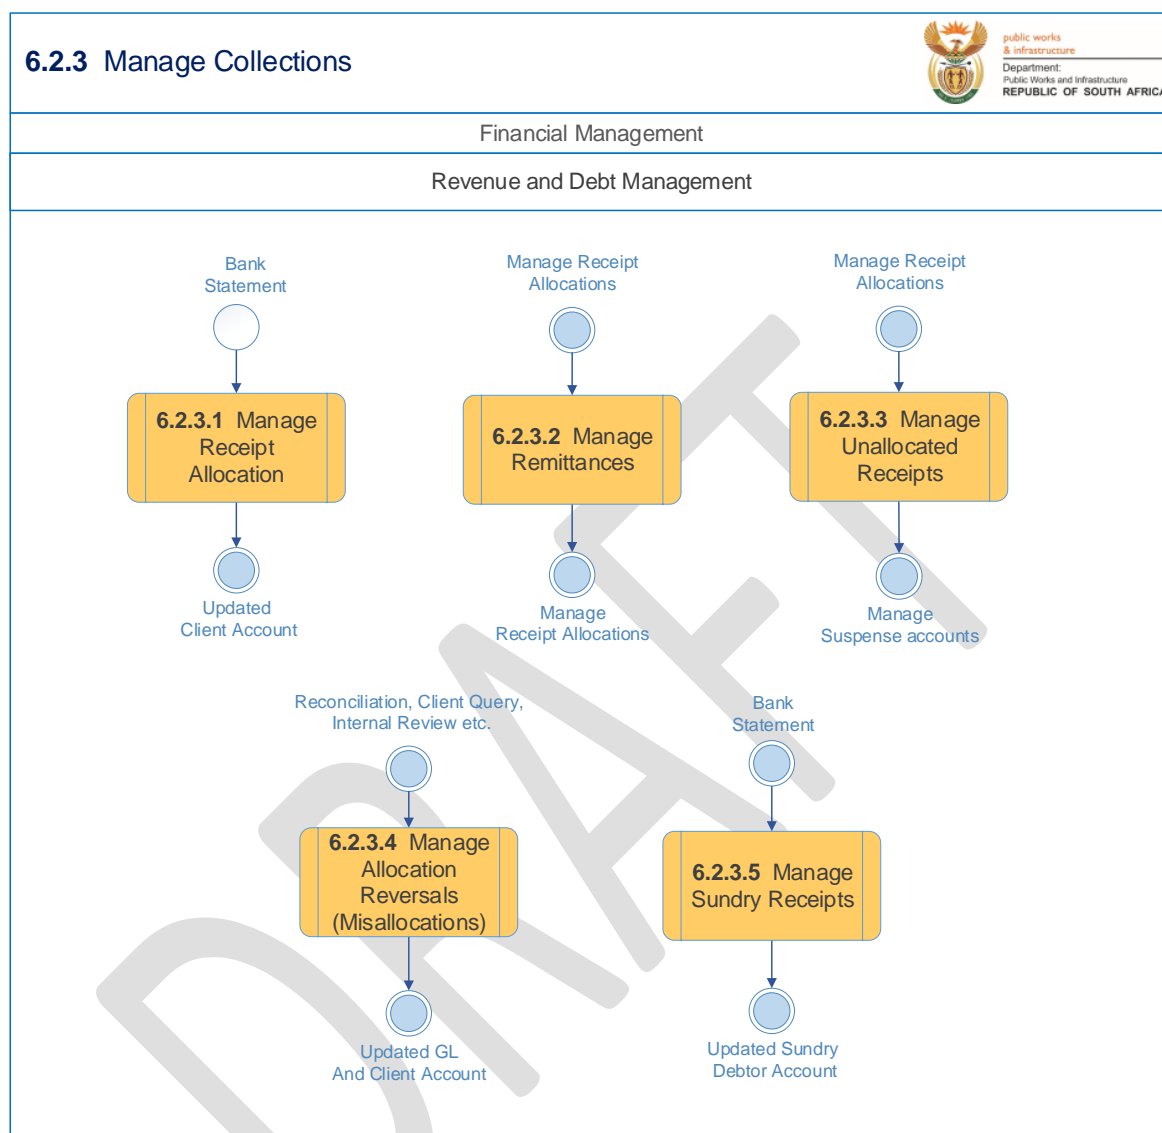 6.2.3 Manage Collections
public works
& infrastructure
Department:
Public Works and Infrastructure
REPUBLIC OF SOUTH AFRICA
Financial Management
Revenue and Debt Management
Bank
Statement
6.2.3.1 Manage
Receipt
Allocation
Updated
Client Account
Manage Receipt
Allocations
6.2.3.2 Manage
Remittances
Manage
Receipt Allocations
Manage Receipt
Allocations
6.2.3.3 Manage
Unallocated
Receipts
Manage
Suspense accounts
Reconciliation, Client Query,
Internal Review etc.
6.2.3.4 Manage
Allocation
Reversals
(Misallocations)
Updated GL
And Client Account
Bank
Statement
6.2.3.5 Manage
Sundry Receipts
Updated Sundry
Debtor Account
DRAFT